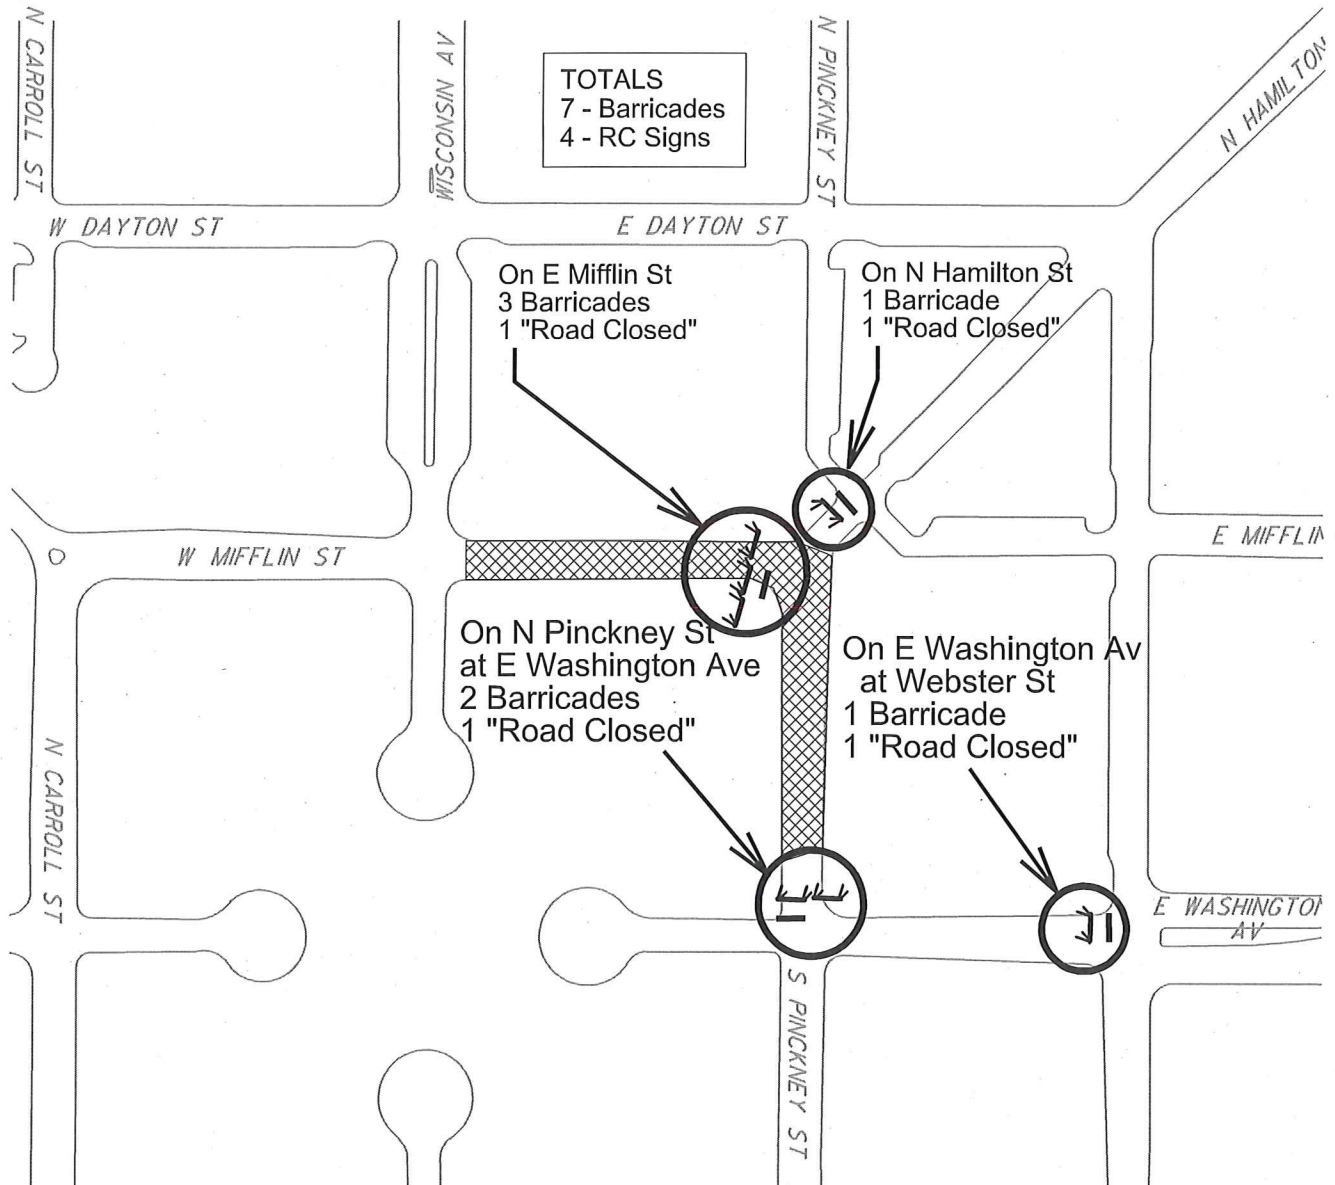 N CARROLL ST
WISCONSIN AV
TOTALS
7 - Barricades
4 - RC Signs
N PINCKNEY ST
N HAMILTON
W DAYTON ST
E DAYTON ST
On E Mifflin St
3 Barricades
1 "Road Closed"
On N Hamilton St
1 Barricade
1 "Road Closed"
W MIFFLIN ST
E MIFFLIN
On N Pinckney St
at E Washington Ave
2 Barricades
1 "Road Closed"
On E Washington Av
at Webster St
1 Barricade
1 "Road Closed"
N CARROLL ST
E WASHINGTON
AV
S PINCKNEY ST